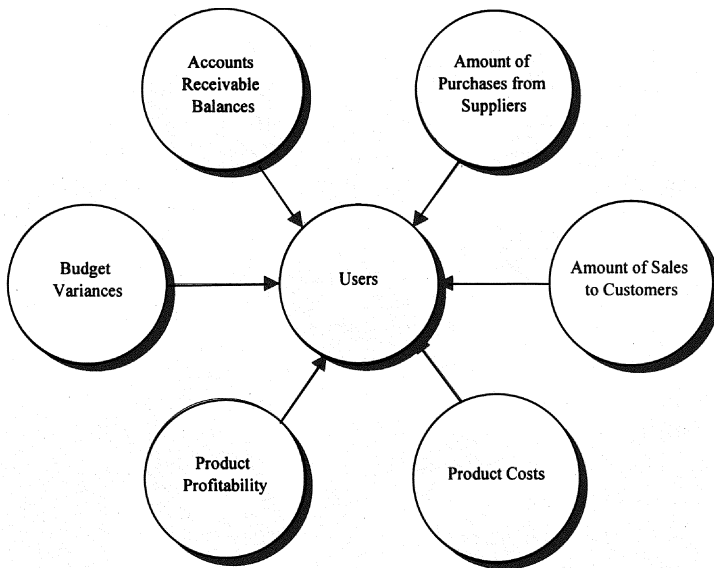 Accounts
Receivable
Balances
Amount of
Purchases from
Suppliers
Budget
Variances
Users
Amount of Sales
to Customers
Product
Profitability
Product Costs